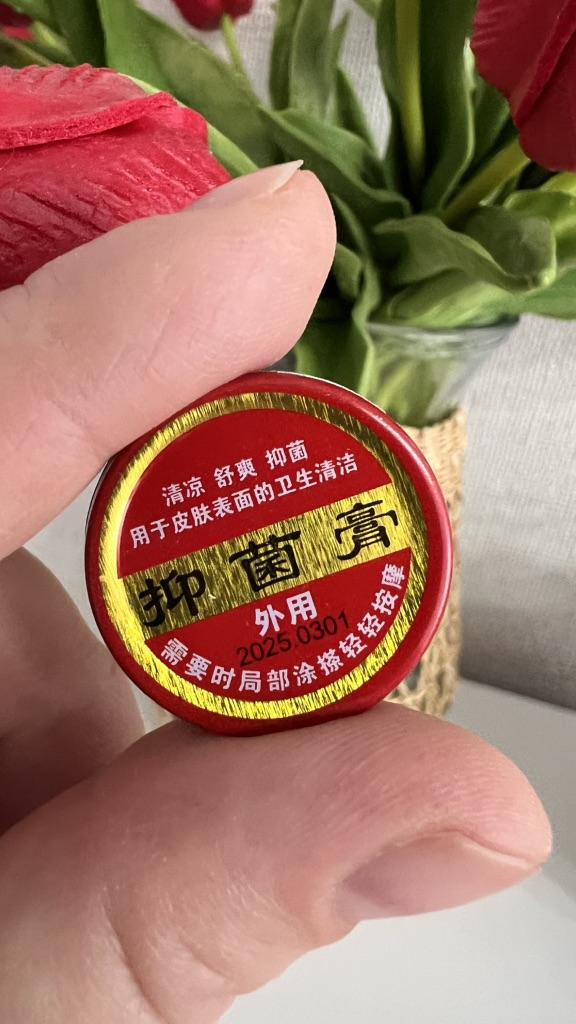 清凉 舒爽 抑菌
用于皮肤表面的卫生清洁
抑菌膏
外用
2025.0301
需要时局部涂搽轻轻按摩